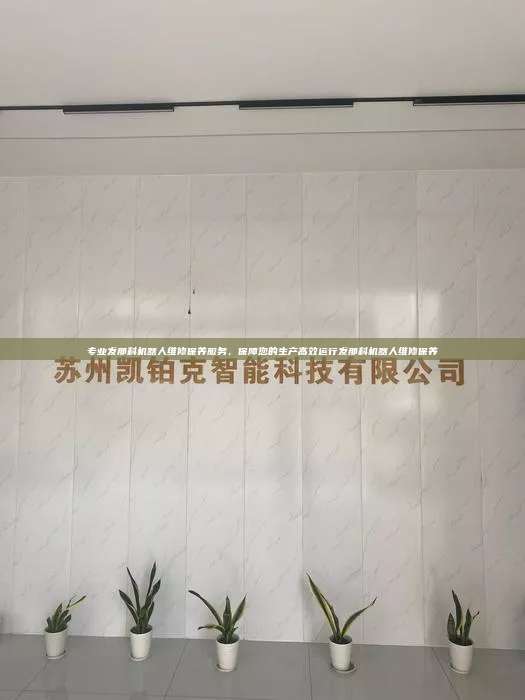 专业发那科机器人维修保养服务，保障您的生产高效运行发那科机器人维修保养
苏州凯铂克智能科技有限公司